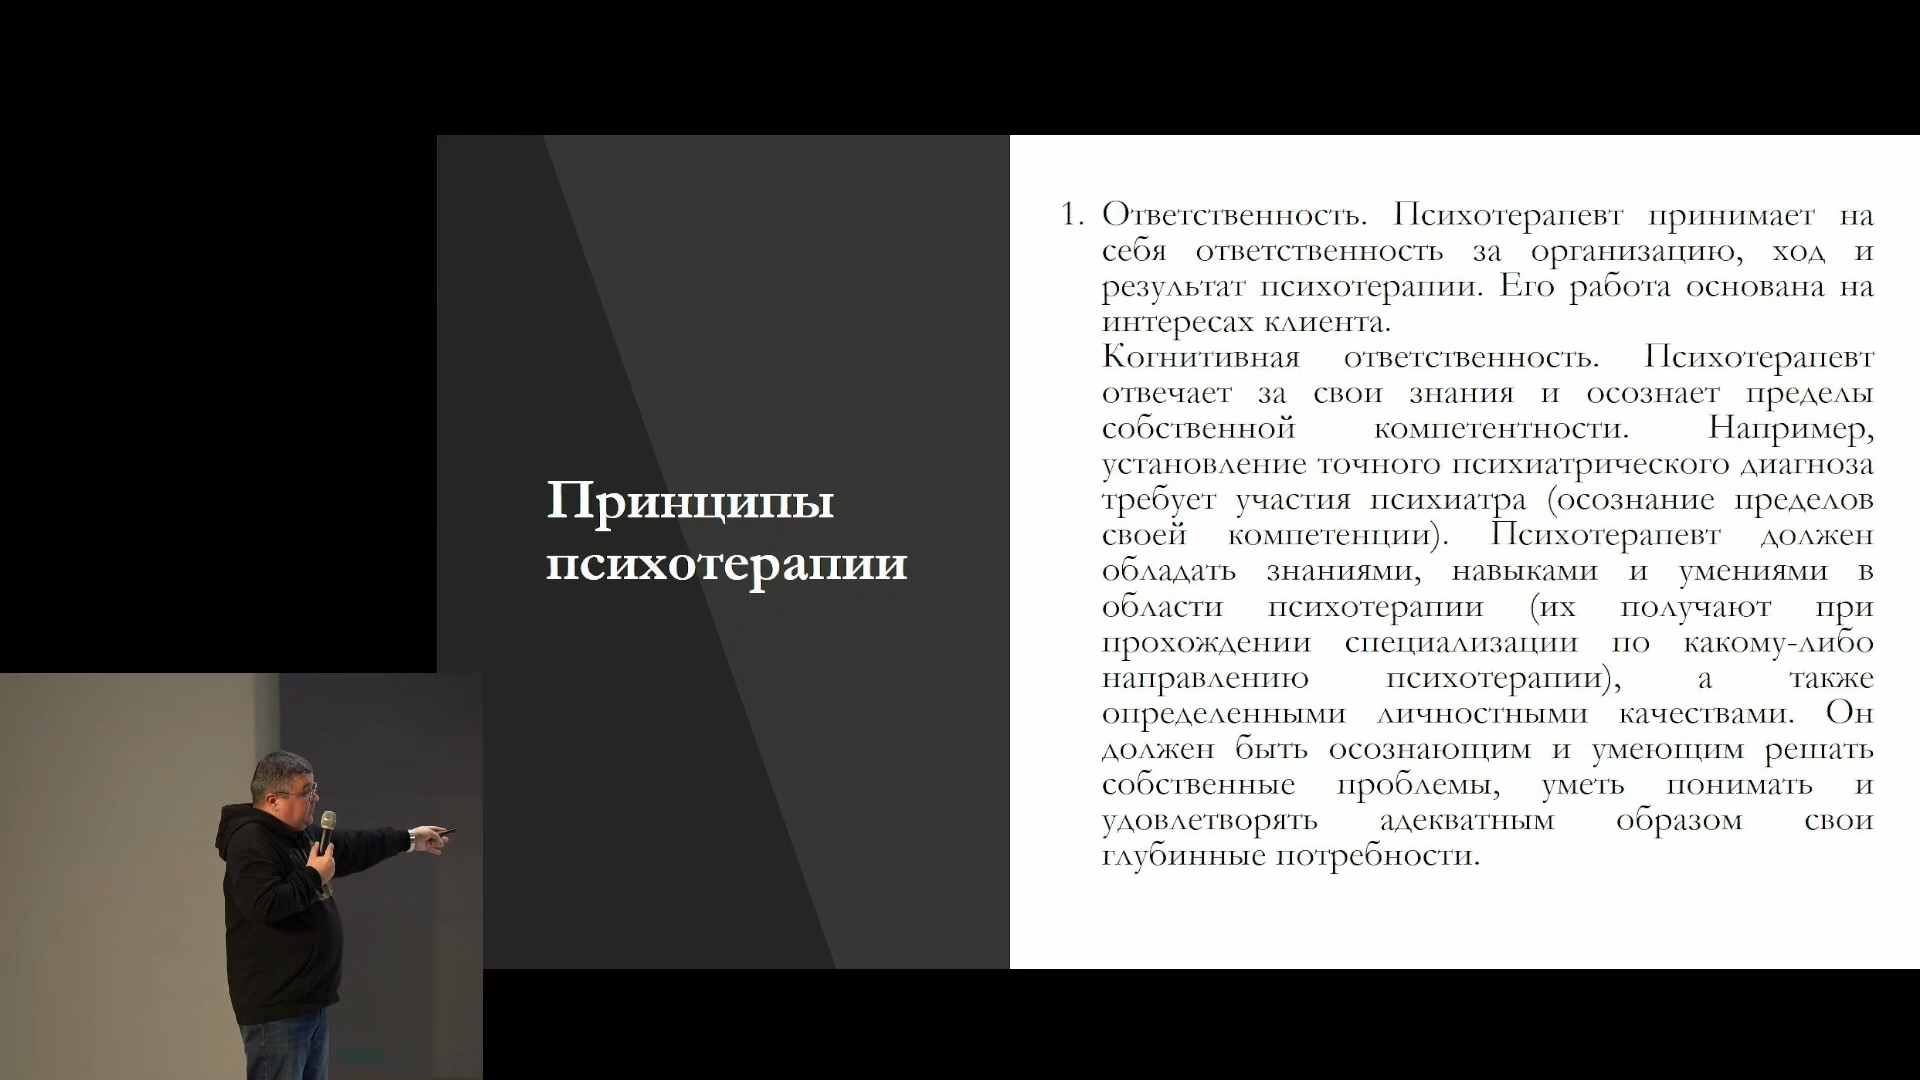 Принципы
психотерапии
1. Ответственность. Психотерапевт принимает на
себя ответственность за организацию, ход и
результат психотерапии. Его работа основана на
интересах клиента.
Когнитивная ответственность. Психотерапевт
отвечает за свои знания и осознает пределы
собственной компетентности. Например,
установление точного психиатрического диагноза
требует участия психиатра (осознание пределов
своей компетенции). Психотерапевт должен
обладать знаниями, навыками и умениями в
области психотерапии (их получают при
прохождении специализации по какому-либо
направлению психотерапии), а также
определенными личностными качествами. Он
должен быть осознающим и умеющим решать
собственные проблемы, уметь понимать и
удовлетворять адекватным образом свои
глубинные потребности.